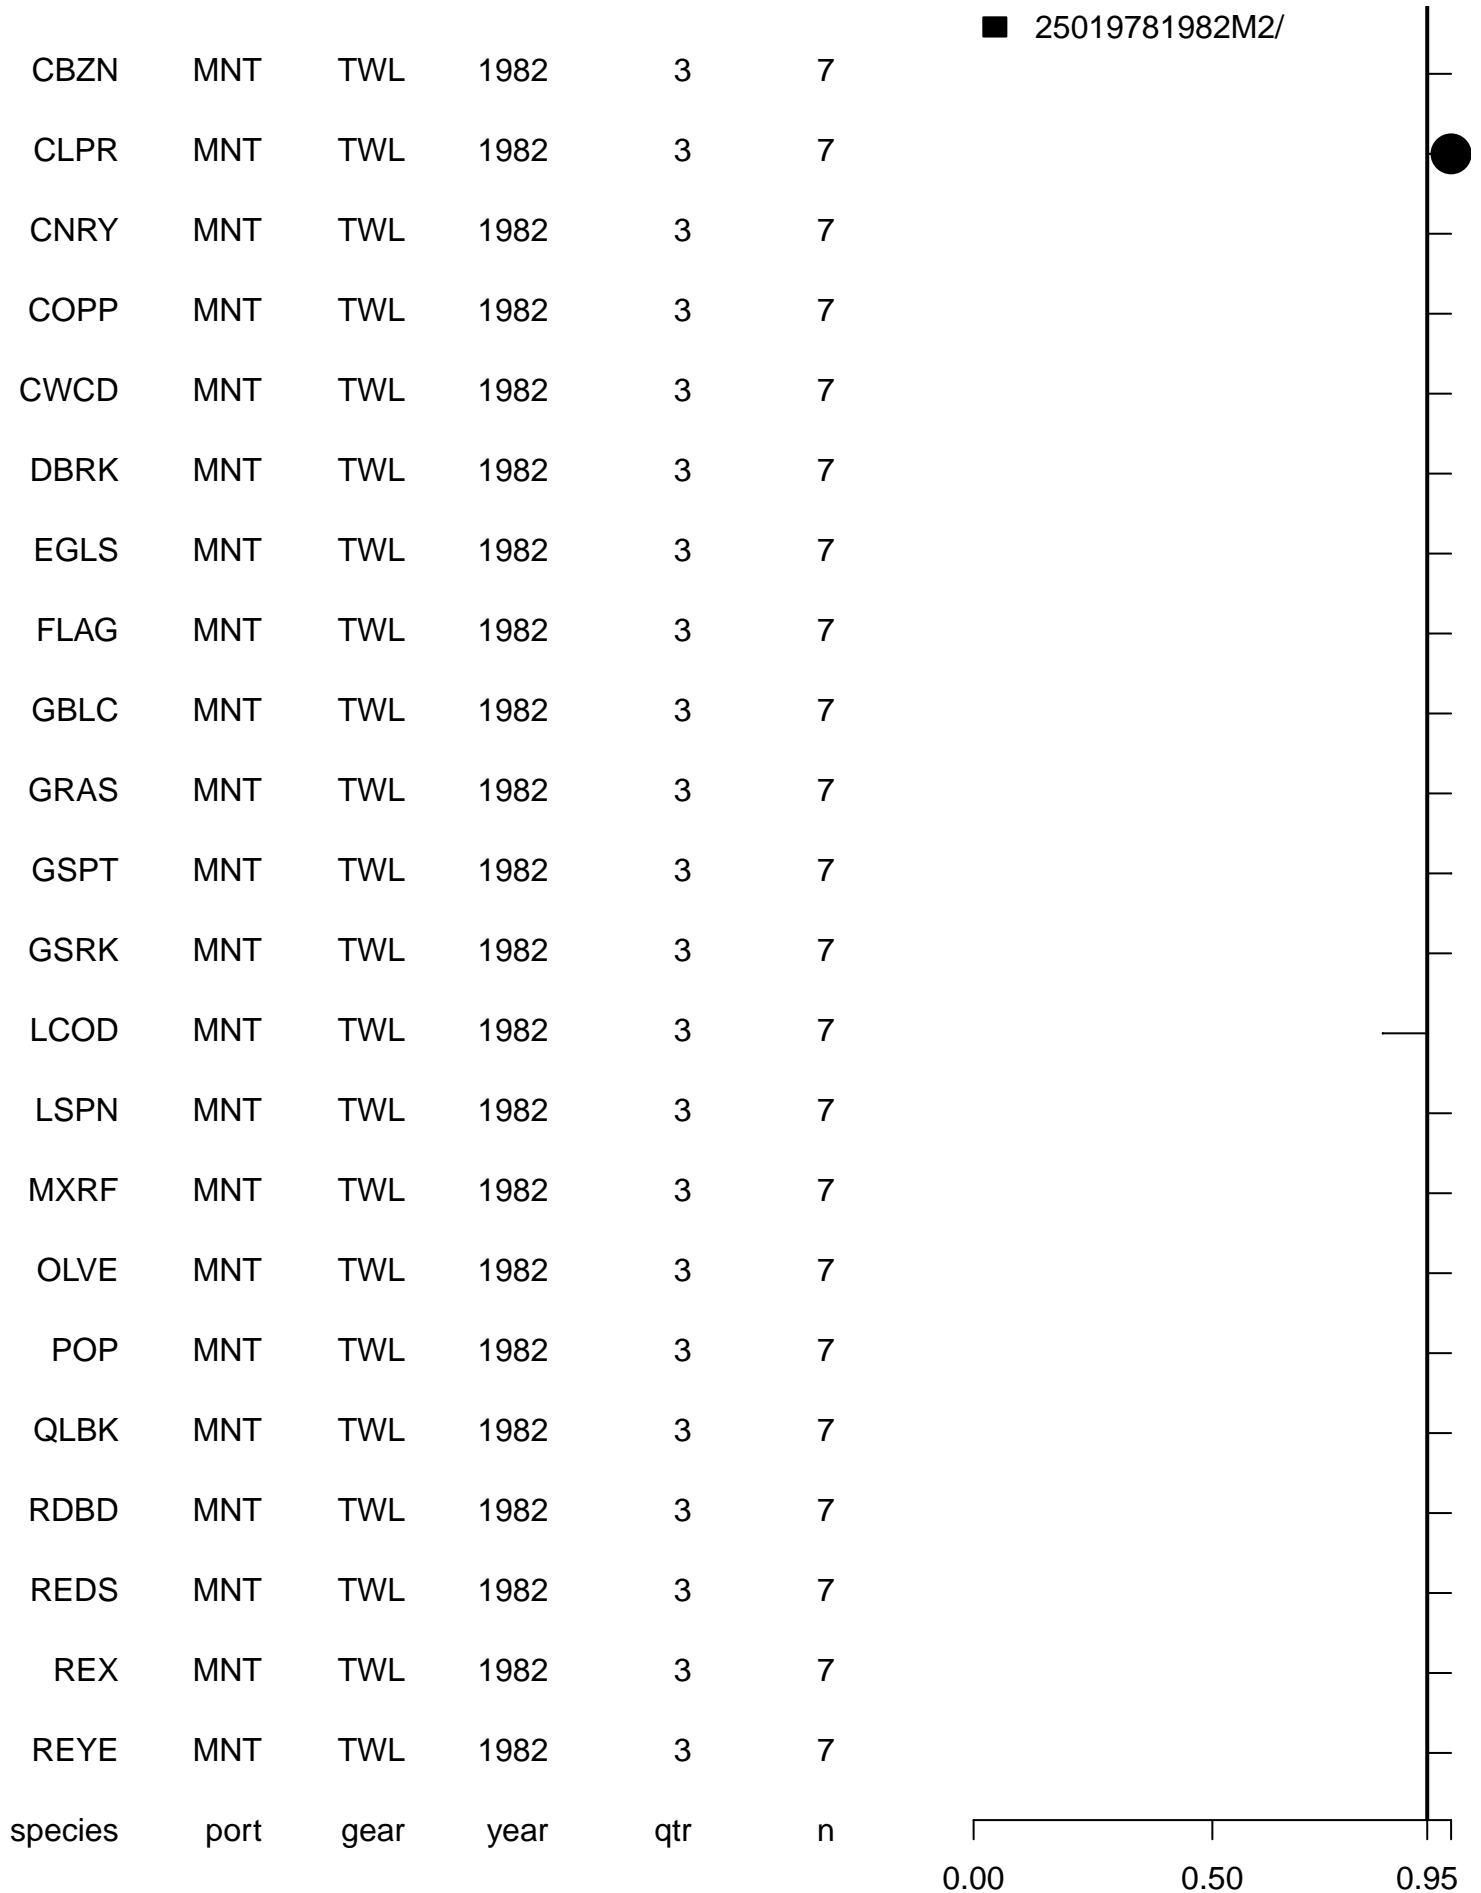 25019781982M2/
CBZN MNT TWL 1982 3 7
CLPR MNT TWL 1982 3 7
CNRY MNT TWL 1982 3 7
COPP MNT TWL 1982 3 7
CWCD MNT TWL 1982 3 7
DBRK MNT TWL 1982 3 7
EGLS MNT TWL 1982 3 7
FLAG MNT TWL 1982 3 7
GBLC MNT TWL 1982 3 7
GRAS MNT TWL 1982 3 7
GSPT MNT TWL 1982 3 7
GSRK MNT TWL 1982 3 7
LCOD MNT TWL 1982 3 7
LSPN MNT TWL 1982 3 7
MXRF MNT TWL 1982 3 7
OLVE MNT TWL 1982 3 7
POP MNT TWL 1982 3 7
QLBK MNT TWL 1982 3 7
RDBD MNT TWL 1982 3 7
REDS MNT TWL 1982 3 7
REX MNT TWL 1982 3 7
REYE MNT TWL 1982 3 7
species port gear year qtr n
0.00 0.50 0.95